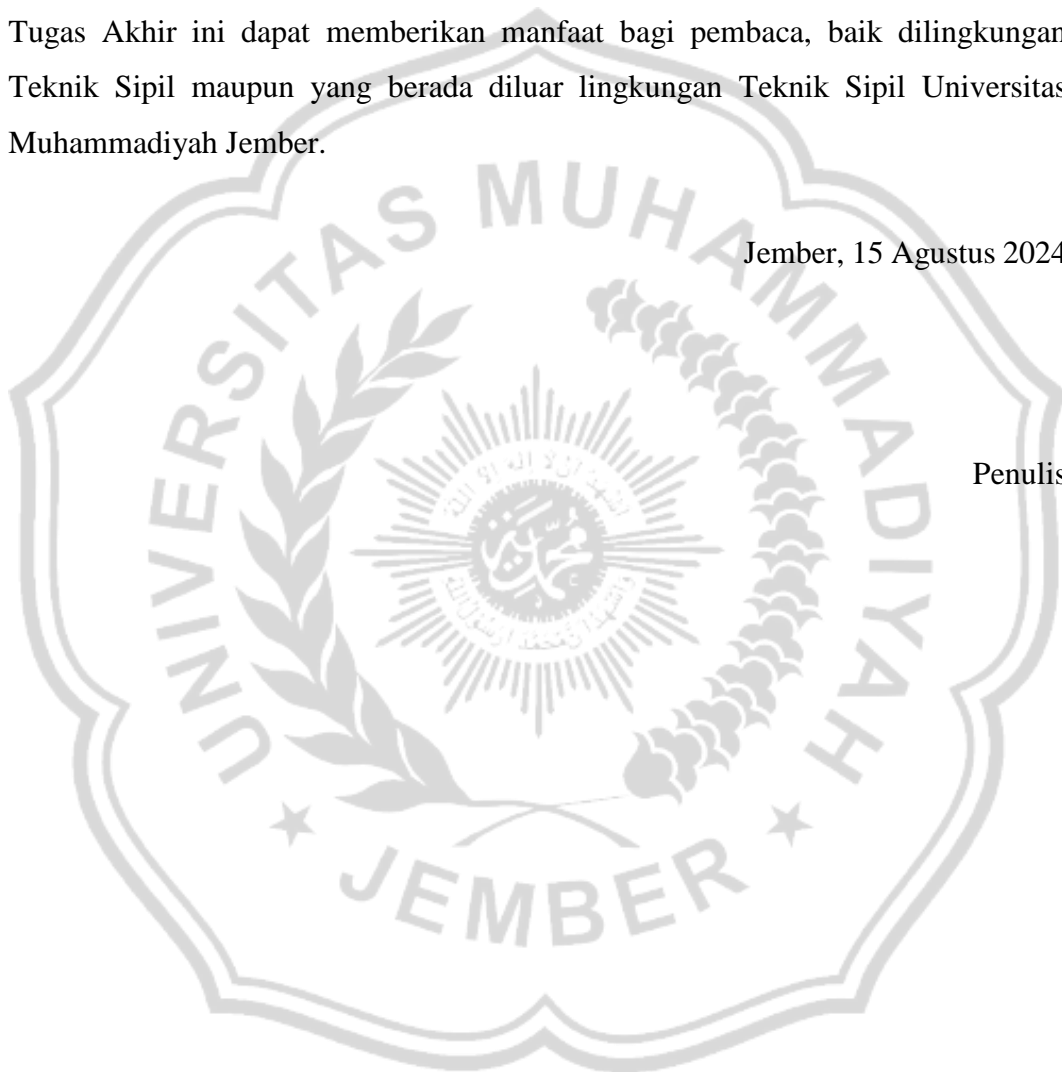 Tugas Akhir ini dapat memberikan manfaat bagi pembaca, baik dilingkungan
Teknik Sipil maupun yang berada diluar lingkungan Teknik Sipil Universitas
Muhammadiyah Jember.
Jember, 15 Agustus 2024
Penulis
UNIVERSITAS MUHAMMADIYAH
JEMBER